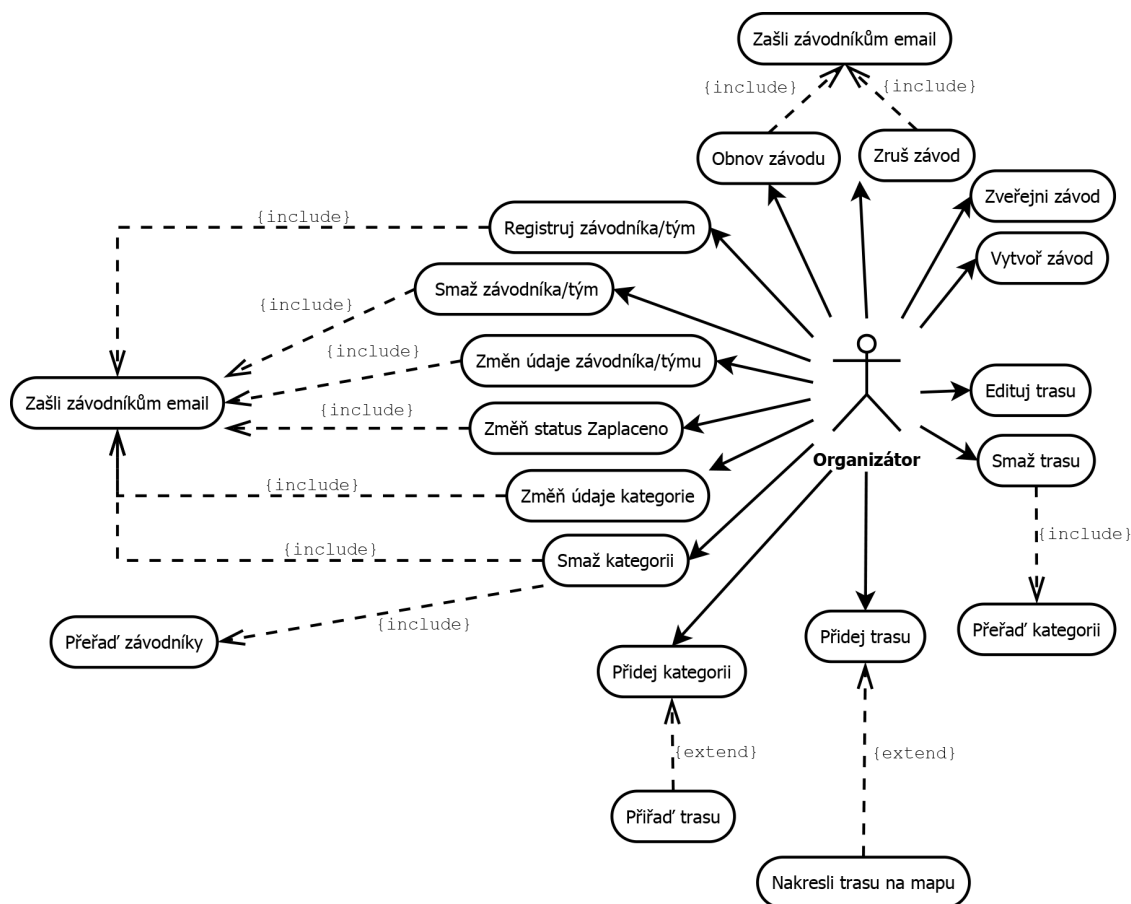 Zašli závodníkům email
{include}
{include}
Obnov závodu
Zruš závod
Zveřejni závod
{include}
Registruj závodníka/tým
Vytvoř závod
Smaž závodníka/tým
{include}
{include}
Změn údaje závodníka/týmu
Zašli závodníkům email
Edituj trasu
{include}
Změň status Zaplaceno
Organizátor
Smaž trasu
{include}
Změň údaje kategorie
{include}
Smaž kategorii
{include}
{include}
Přeřaď závodníky
Přidej trasu
Přeřaď kategorii
Přidej kategorii
{extend}
{extend}
Přiřaď trasu
Nakresli trasu na mapu